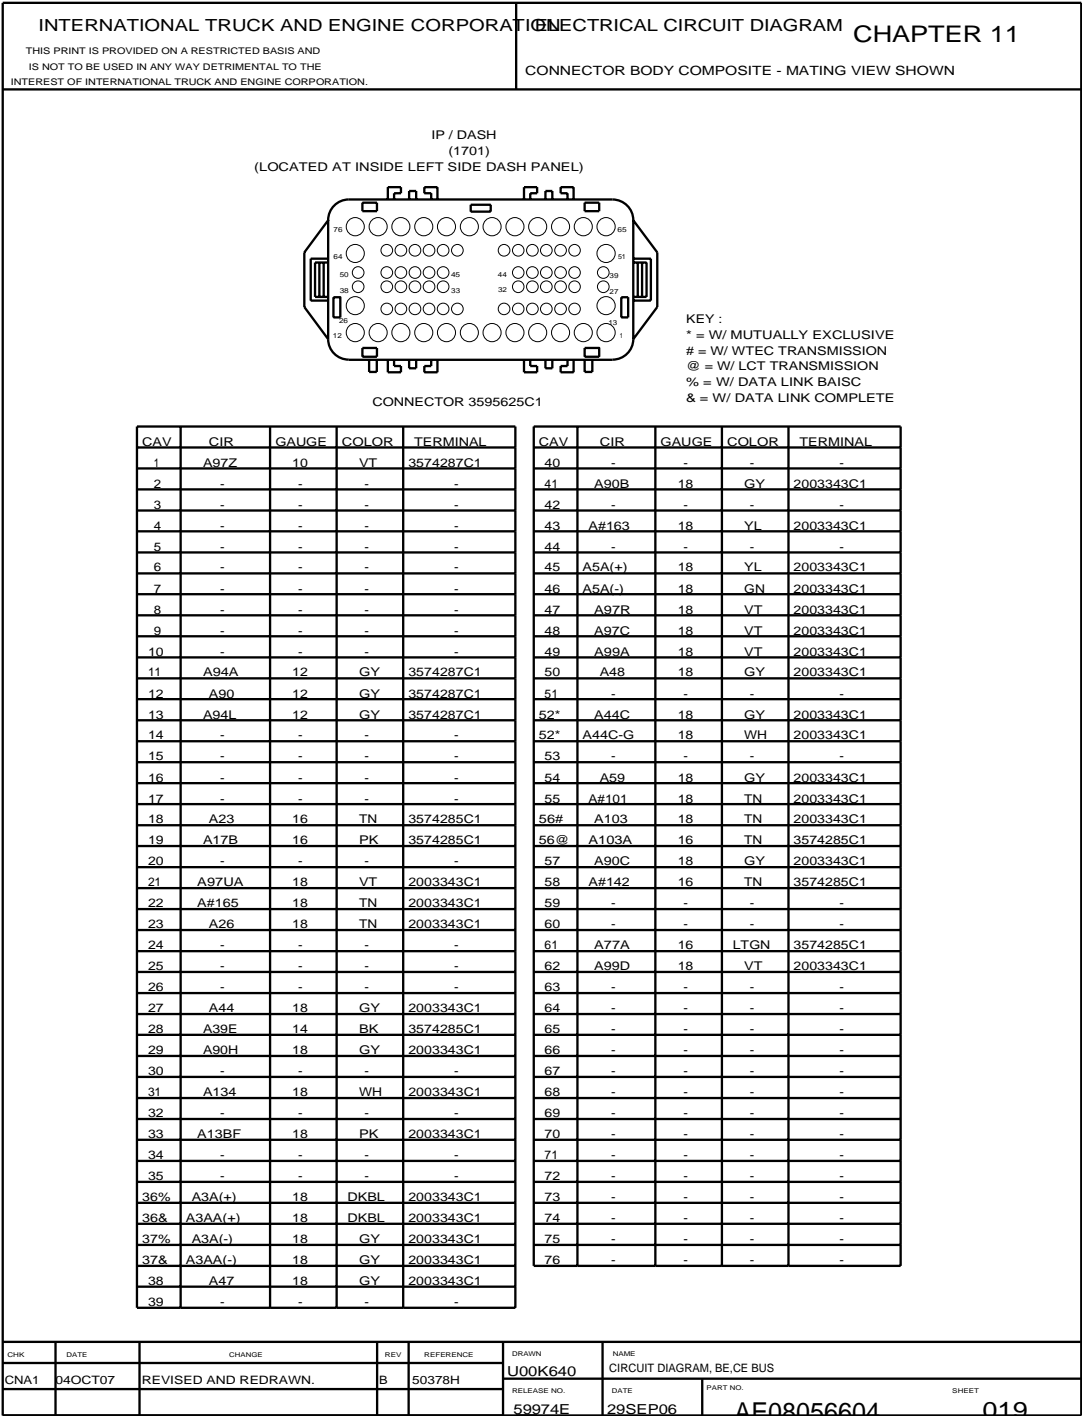 INTERNATIONAL TRUCK AND ENGINE CORPORATION
ELECTRICAL CIRCUIT DIAGRAM
CHAPTER 11
THIS PRINT IS PROVIDED ON A RESTRICTED BASIS AND
IS NOT TO BE USED IN ANY WAY DETRIMENTAL TO THE
INTEREST OF INTERNATIONAL TRUCK AND ENGINE CORPORATION.
CONNECTOR BODY COMPOSITE - MATING VIEW SHOWN
IP / DASH
(1701)
(LOCATED AT INSIDE LEFT SIDE DASH PANEL)
76 65
64 51
50 45 44 39
38 33 32 27
26 13
12 1
KEY :
* = W/ MUTUALLY EXCLUSIVE
# = W/ WTEC TRANSMISSION
@ = W/ LCT TRANSMISSION
% = W/ DATA LINK BAISC
& = W/ DATA LINK COMPLETE
CONNECTOR 3595625C1
CAV CIR GAUGE COLOR TERMINAL
1 A97Z 10 VT 3574287C1
2 - - - -
3 - - - -
4 - - - -
5 - - - -
6 - - - -
7 - - - -
8 - - - -
9 - - - -
10 - - - -
11 A94A 12 GY 3574287C1
12 A90 12 GY 3574287C1
13 A94L 12 GY 3574287C1
14 - - - -
15 - - - -
16 - - - -
17 - - - -
18 A23 16 TN 3574285C1
19 A17B 16 PK 3574285C1
20 - - - -
21 A97UA 18 VT 2003343C1
22 A#165 18 TN 2003343C1
23 A26 18 TN 2003343C1
24 - - - -
25 - - - -
26 - - - -
27 A44 18 GY 2003343C1
28 A39E 14 BK 3574285C1
29 A90H 18 GY 2003343C1
30 - - - -
31 A134 18 WH 2003343C1
32 - - - -
33 A13BF 18 PK 2003343C1
34 - - - -
35 - - - -
36% A3A(+) 18 DKBL 2003343C1
36& A3AA(+) 18 DKBL 2003343C1
37% A3A(-) 18 GY 2003343C1
37& A3AA(-) 18 GY 2003343C1
38 A47 18 GY 2003343C1
39 - - - -
CAV CIR GAUGE COLOR TERMINAL
40 - - - -
41 A90B 18 GY 2003343C1
42 - - - -
43 A#163 18 YL 2003343C1
44 - - - -
45 A5A(+) 18 YL 2003343C1
46 A5A(-) 18 GN 2003343C1
47 A97R 18 VT 2003343C1
48 A97C 18 VT 2003343C1
49 A99A 18 VT 2003343C1
50 A48 18 GY 2003343C1
51 - - - -
52* A44C 18 GY 2003343C1
52* A44C-G 18 WH 2003343C1
53 - - - -
54 A59 18 GY 2003343C1
55 A#101 18 TN 2003343C1
56# A103 18 TN 2003343C1
56@ A103A 16 TN 3574285C1
57 A90C 18 GY 2003343C1
58 A#142 16 TN 3574285C1
59 - - - -
60 - - - -
61 A77A 16 LTGN 3574285C1
62 A99D 18 VT 2003343C1
63 - - - -
64 - - - -
65 - - - -
66 - - - -
67 - - - -
68 - - - -
69 - - - -
70 - - - -
71 - - - -
72 - - - -
73 - - - -
74 - - - -
75 - - - -
76 - - - -
CHK DATE CHANGE REV REFERENCE
CNA1 04OCT07 REVISED AND REDRAWN. B 50378H
DRAWN
U00K640
NAME
CIRCUIT DIAGRAM, BE,CE BUS
RELEASE NO.
59974E
DATE
29SEP06
PART NO.
AE08056604
SHEET
019